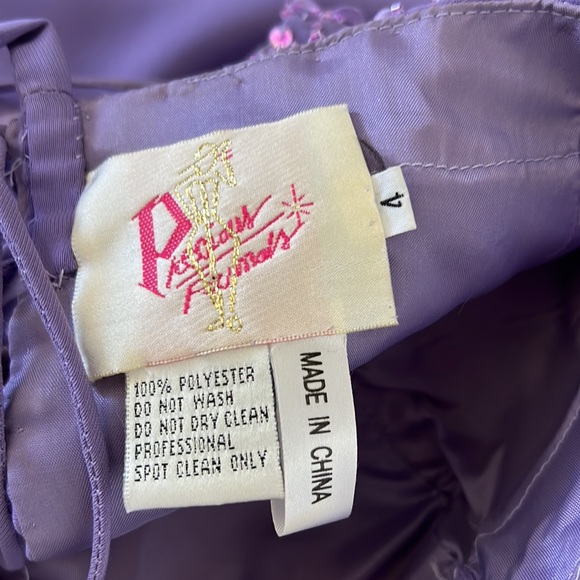 Precious
Formals
4
100% POLYESTER
DO NOT WASH
DO NOT DRY CLEAN
PROFESSIONAL
SPOT CLEAN ONLY
MADE IN CHINA